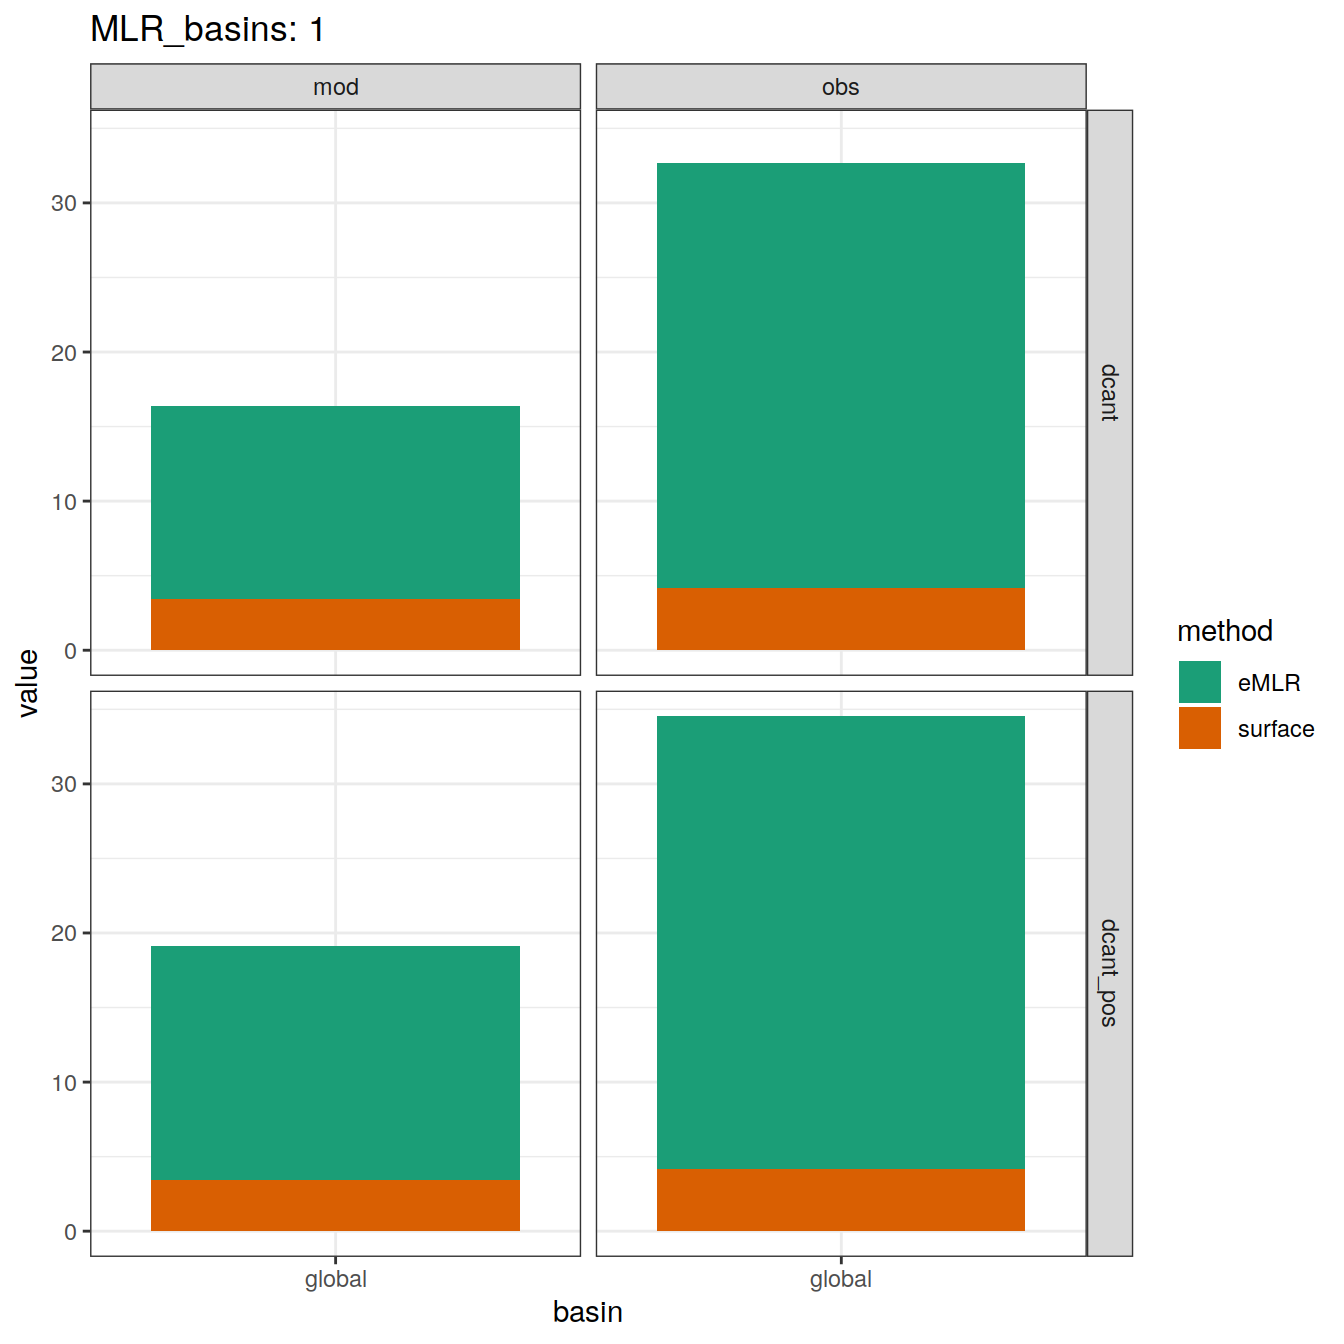 MLR_basins: 1
mod
obs
30
20
10
0
dcant
30
20
10
0
dcant_pos
value
global
global
basin
method
eMLR
surface